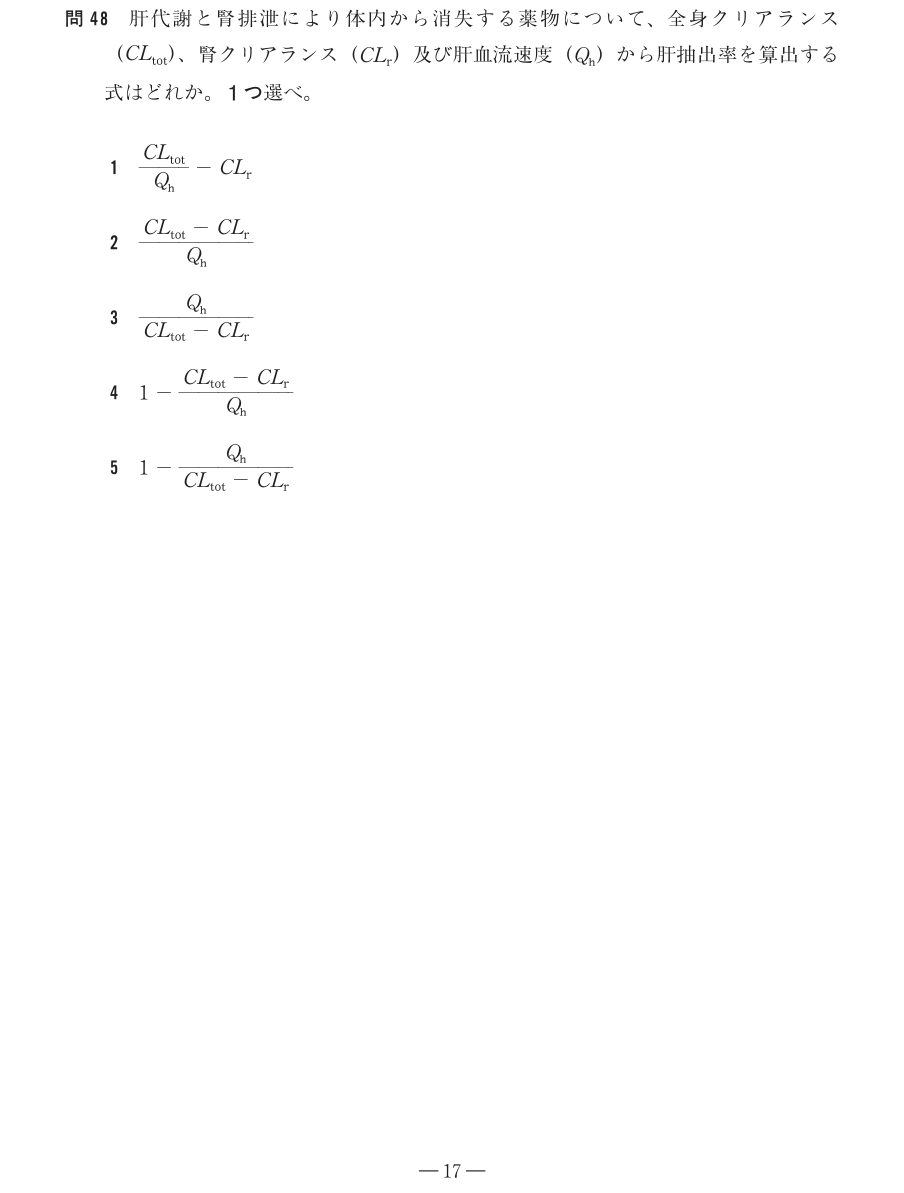 問48 肝代謝と腎排泄により体内から消失する薬物について、全身クリアランス
（CLtot）、腎クリアランス（CLr）及び肝血流速度（Qh）から肝抽出率を算出する
式はどれか。1つ選べ。
1 CLtot/Qh − CLr
2 (CLtot − CLr)/Qh
3 Qh/(CLtot − CLr)
4 1 − (CLtot − CLr)/Qh
5 1 − Qh/(CLtot − CLr)
― 17 ―